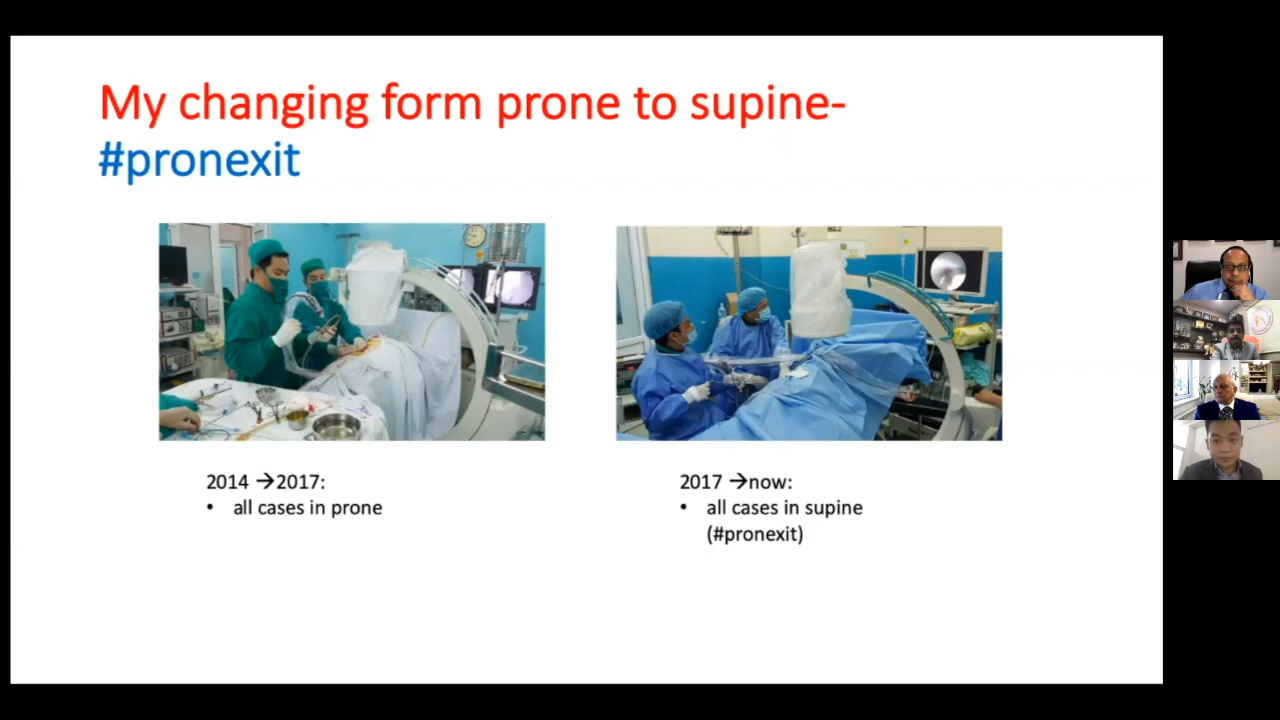 My changing form prone to supine-
#pronexit
2014 →2017:
• all cases in prone
2017 →now:
• all cases in supine
(#pronexit)